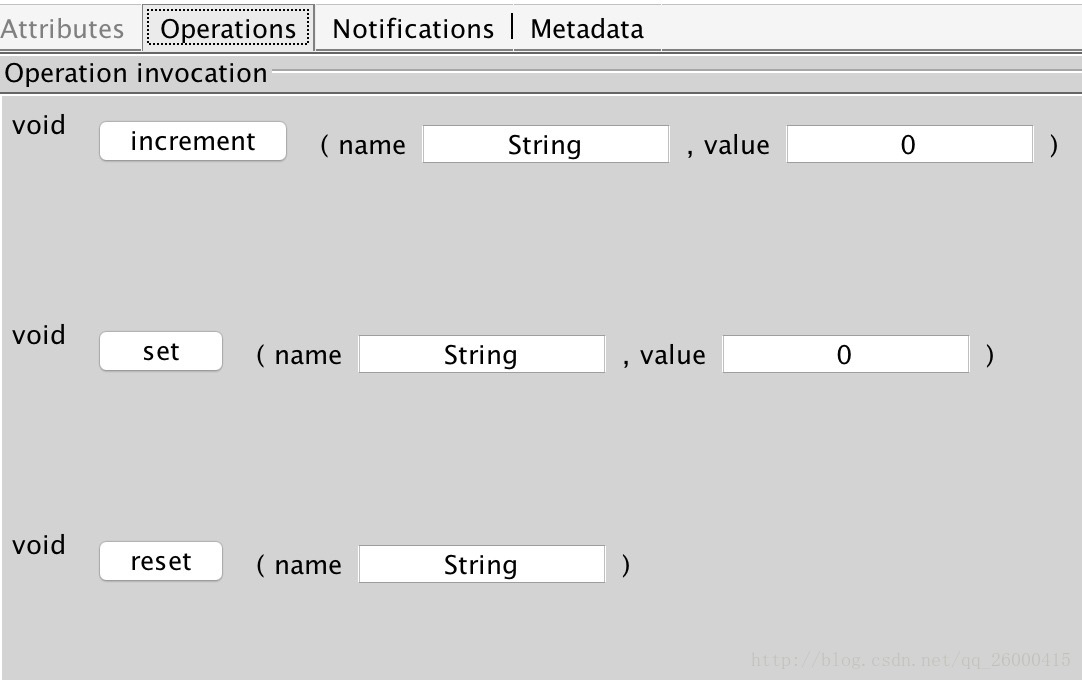 Attributes Operations Notifications Metadata
Operation invocation
void increment ( name String , value 0 )
void set ( name String , value 0 )
void reset ( name String )
http://blog.csdn.net/qq_26000415